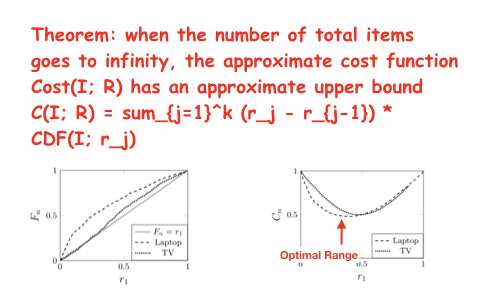 Theorem: when the number of total items
goes to infinity, the approximate cost function
Cost(I; R) has an approximate upper bound
C(I; R) = sum_{j=1}^k (r_j - r_{j-1}) *
CDF(I; r_j)
1
0.5
0
F_n
F_n = r_1
Laptop
TV
0
0.5
1
r_1
1
0.5
C_n
Optimal Range
Laptop
TV
0
0.5
1
r_1